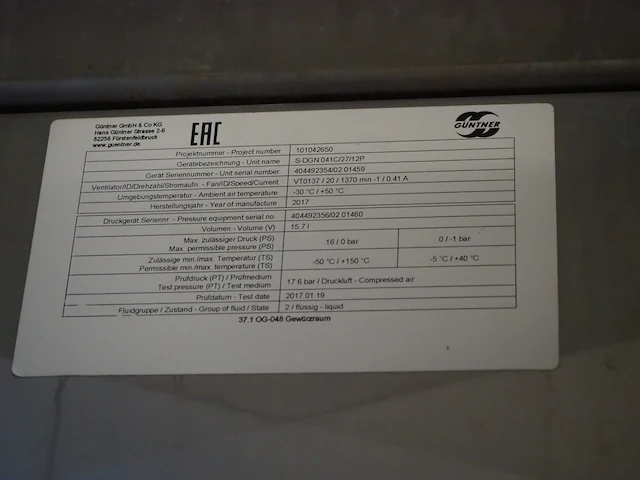 Güntner GmbH & Co KG
Hans Güntner Strasse 2-6
82256 Fürstenfeldbruck
www.guentner.de
EAC
GÜNTNER
Projektnummer - Project number 101042650
Gerätebezeichnung - Unit name S-DGN 041C/27/12P
Gerät Seriennummer - Unit serial number 404492354/02 01459
Ventilator/ID/Drehzahl/Stromaufn. - Fan/ID/Speed/Current VT0137 / 20 / 1370 min -1 / 0.41 A
Umgebungstemperatur - Ambient air temperature -30 °C / +50 °C
Herstellungsjahr - Year of manufacture 2017
Druckgerät Seriennr. - Pressure equipment serial no 404492356/02 01460
Volumen - Volume (V) 15.7 l
Max. zulässiger Druck (PS) 16 / 0 bar 0 / -1 bar
Max. permissible pressure (PS)
Zulässige min./max. Temperatur (TS) -50 °C / +150 °C -5 °C / +40 °C
Permissible min./max. temperature (TS)
Prüfdruck (PT) / Prüfmedium 17.6 bar / Druckluft - Compressed air
Test pressure (PT) / Test medium
Prüfdatum - Test date 2017.01.19
Fluidgruppe / Zustand - Group of fluid / State 2 / flüssig - liquid
37.1 OG-048 Gewürzraum